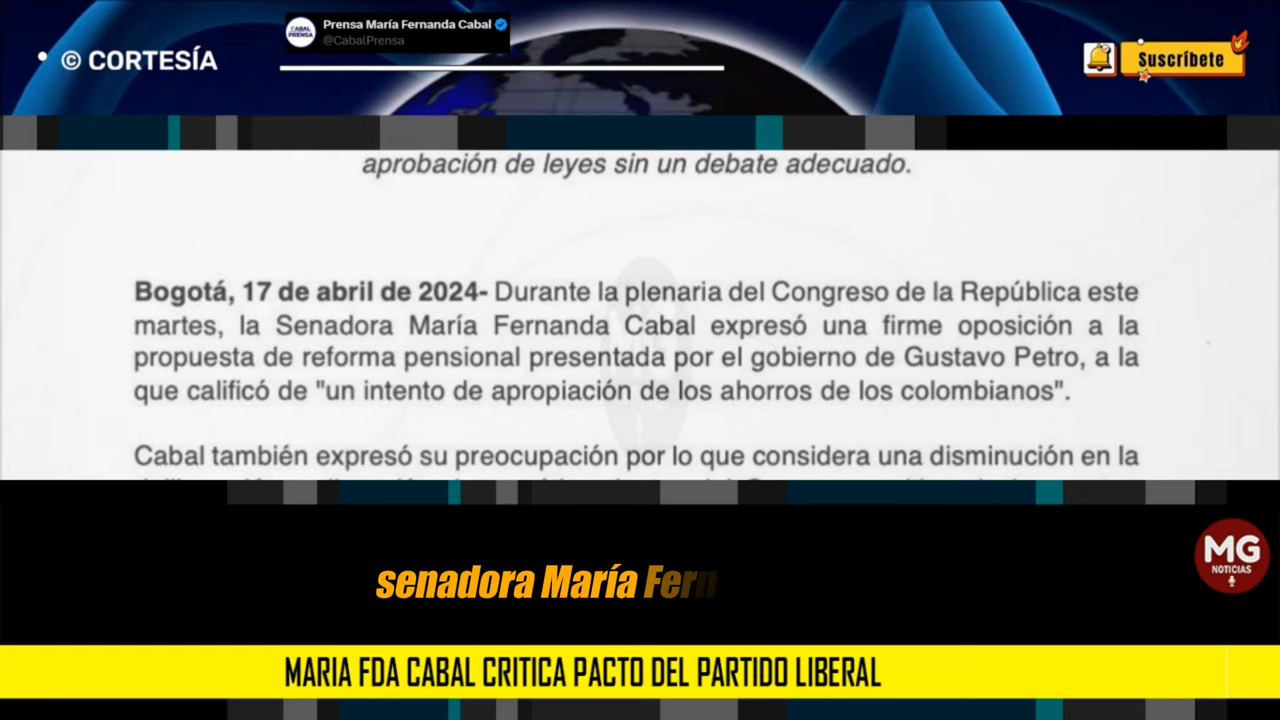 Prensa María Fernanda Cabal
@CabalPrensa
CABAL
PRENSA
© CORTESÍA
Suscríbete
aprobación de leyes sin un debate adecuado.
Bogotá, 17 de abril de 2024- Durante la plenaria del Congreso de la República este
martes, la Senadora María Fernanda Cabal expresó una firme oposición a la
propuesta de reforma pensional presentada por el gobierno de Gustavo Petro, a la
que calificó de "un intento de apropiación de los ahorros de los colombianos".
Cabal también expresó su preocupación por lo que considera una disminución en la
senadora María Fern
MG
NOTICIAS
MARIA FDA CABAL CRITICA PACTO DEL PARTIDO LIBERAL